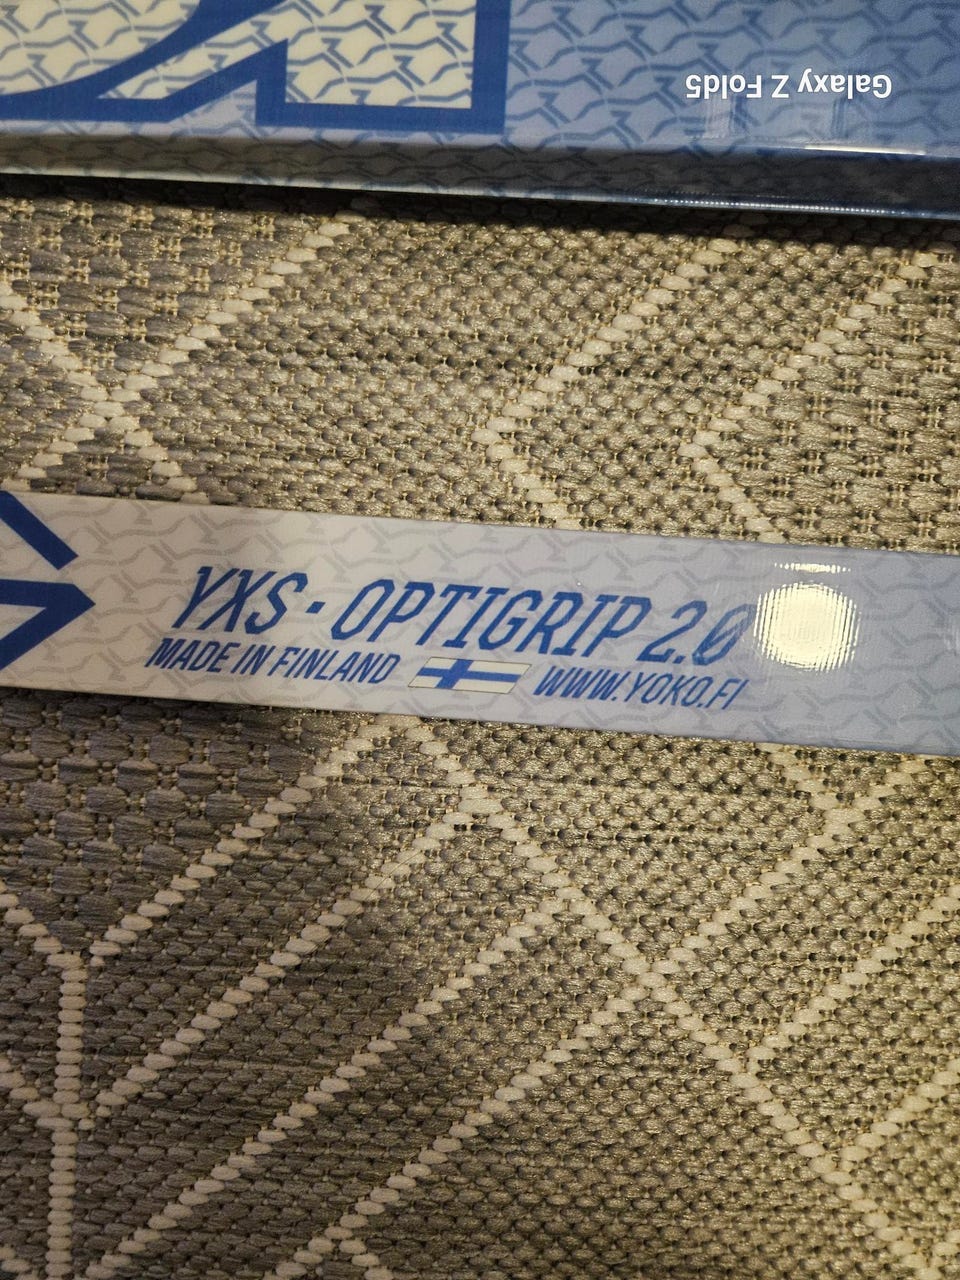 Galaxy Z Fold5
YXS - OPTIGRIP 2.0
MADE IN FINLAND WWW.YOKO.FI